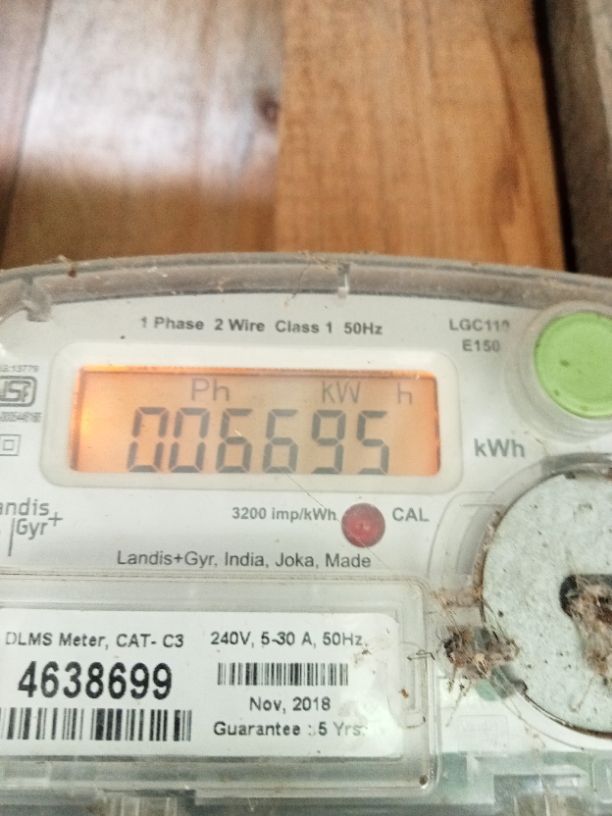 1 Phase 2 Wire Class 1 50Hz
E150
Ph kW h
006695
kWh
Gyr+
3200 imp/kWh
CAL
Landis+Gyr, India, Joka, Made
DLMS Meter, CAT- C3
240V, 5-30 A, 50Hz,
4638699
Nov, 2018
Guarantee : 5 Yrs.